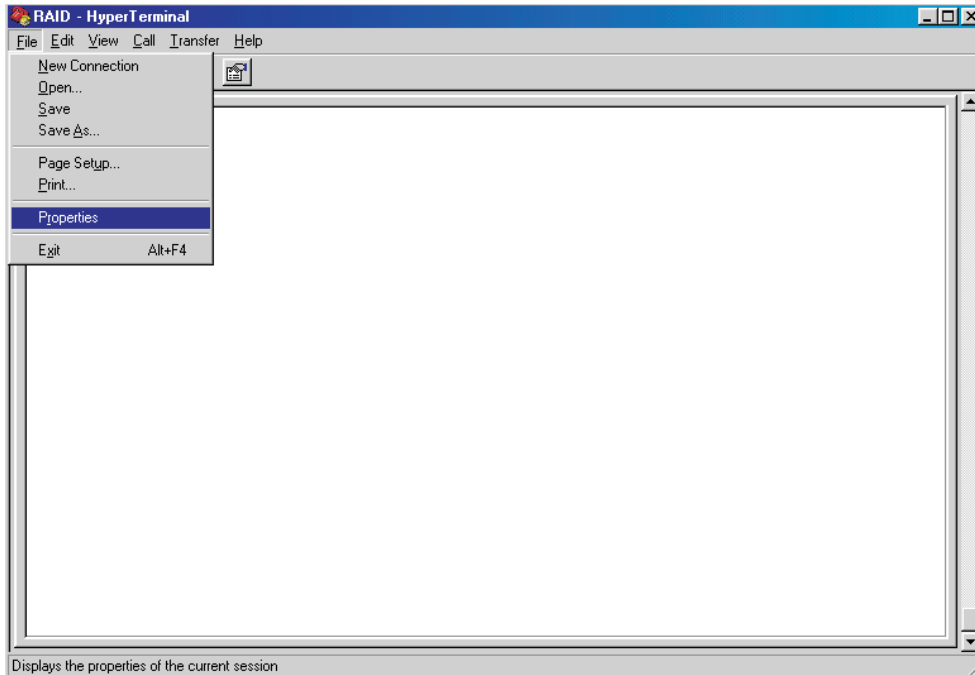 RAID - HyperTerminal
File Edit View Call Transfer Help
New Connection
Open...
Save
Save As...
Page Setup...
Print...
Properties
Exit Alt+F4
Displays the properties of the current session